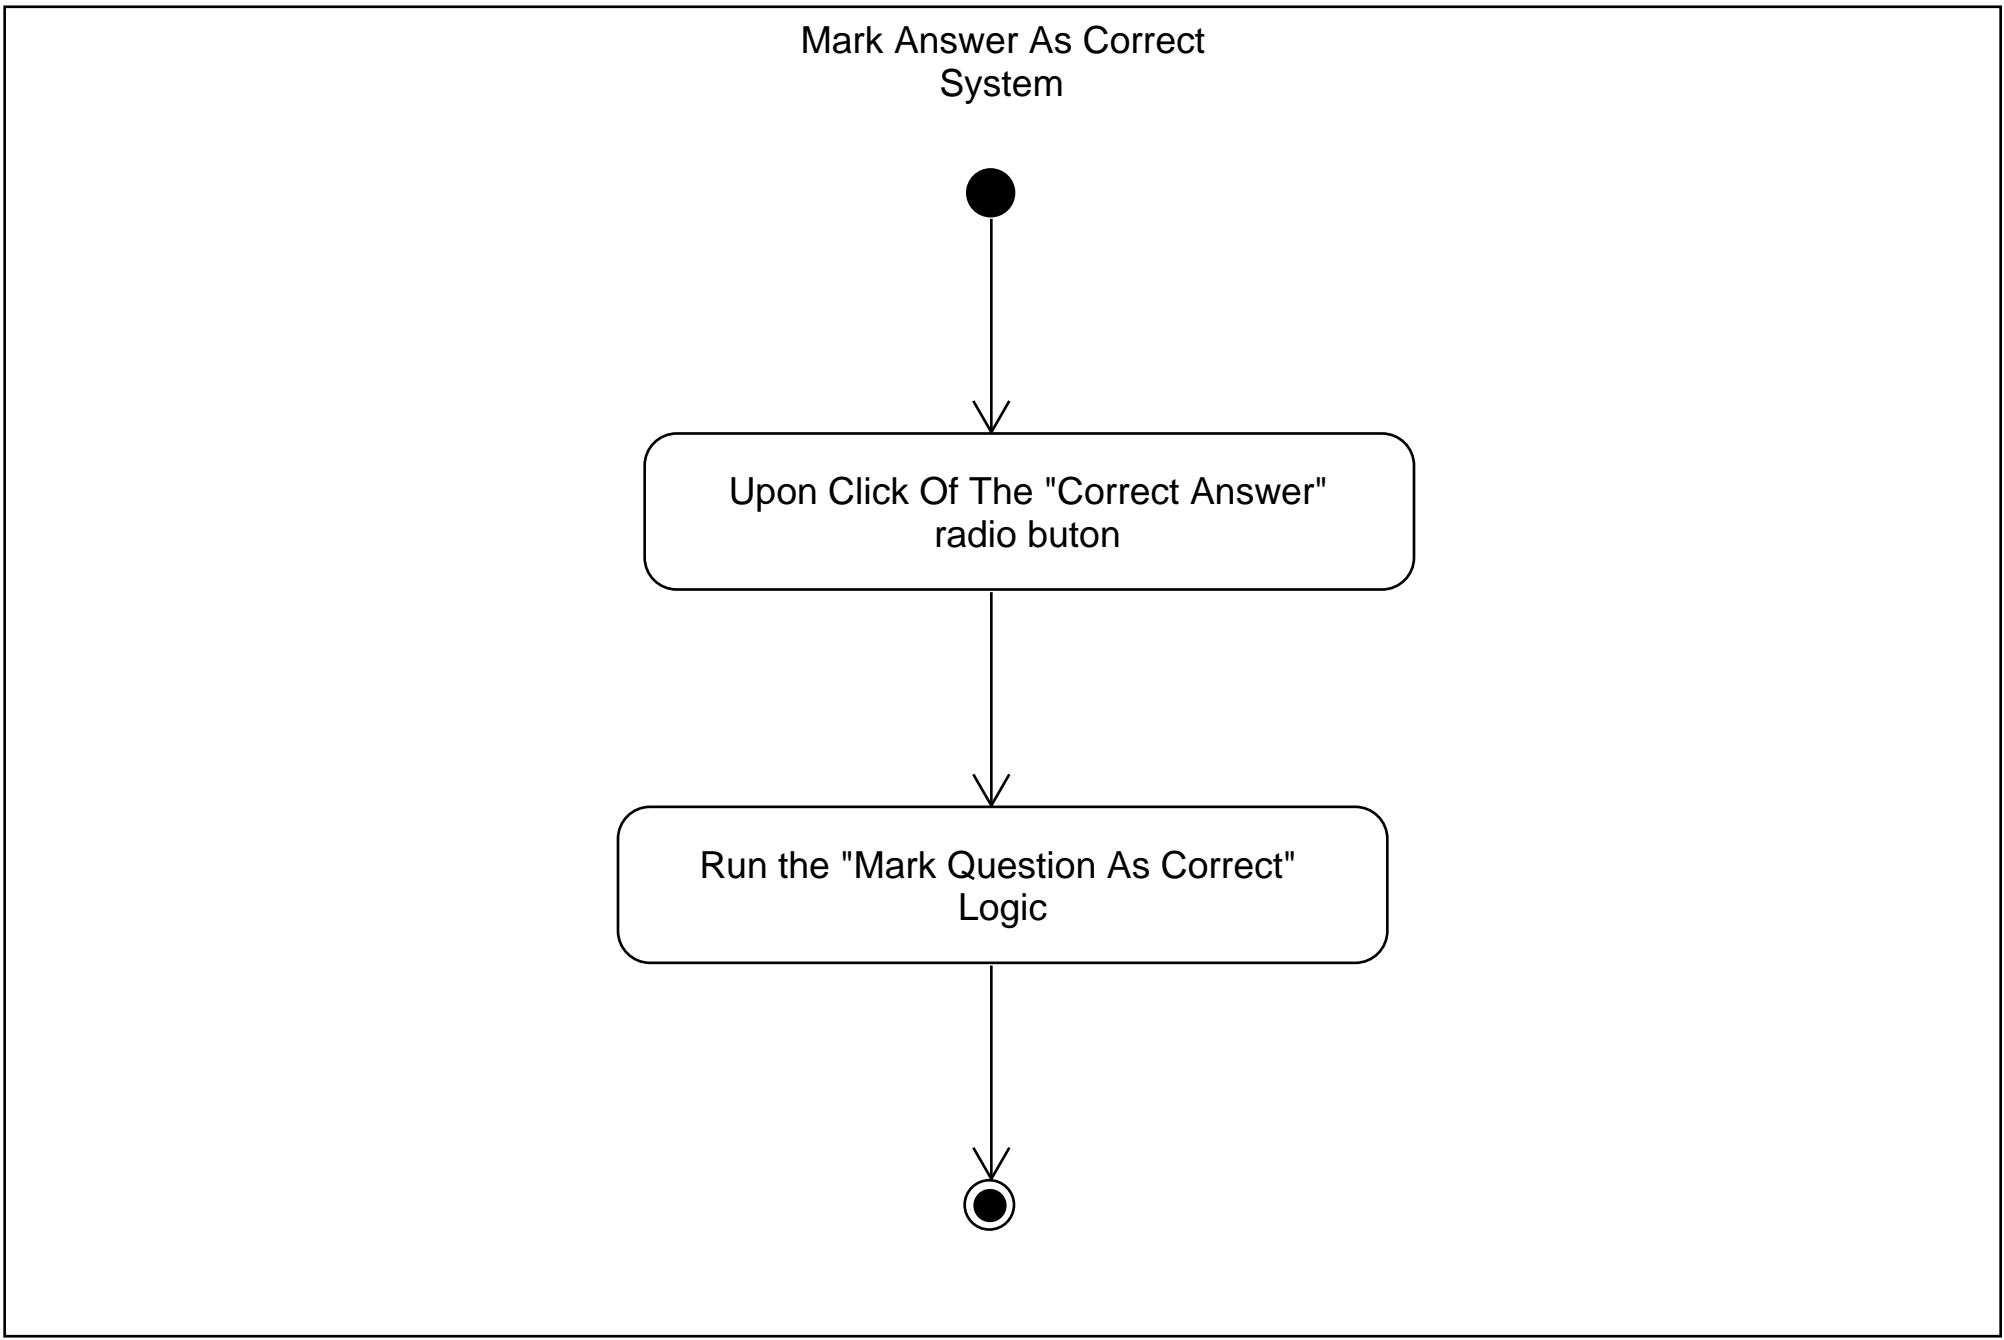 Mark Answer As Correct
System
Upon Click Of The "Correct Answer"
radio buton
Run the "Mark Question As Correct"
Logic